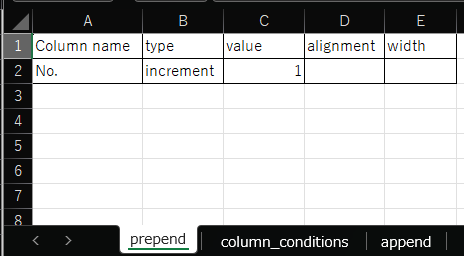 A B C D E
1 Column name type value alignment width
2 No. increment 1
3
4
5
6
7
8
< > prepend column_conditions append